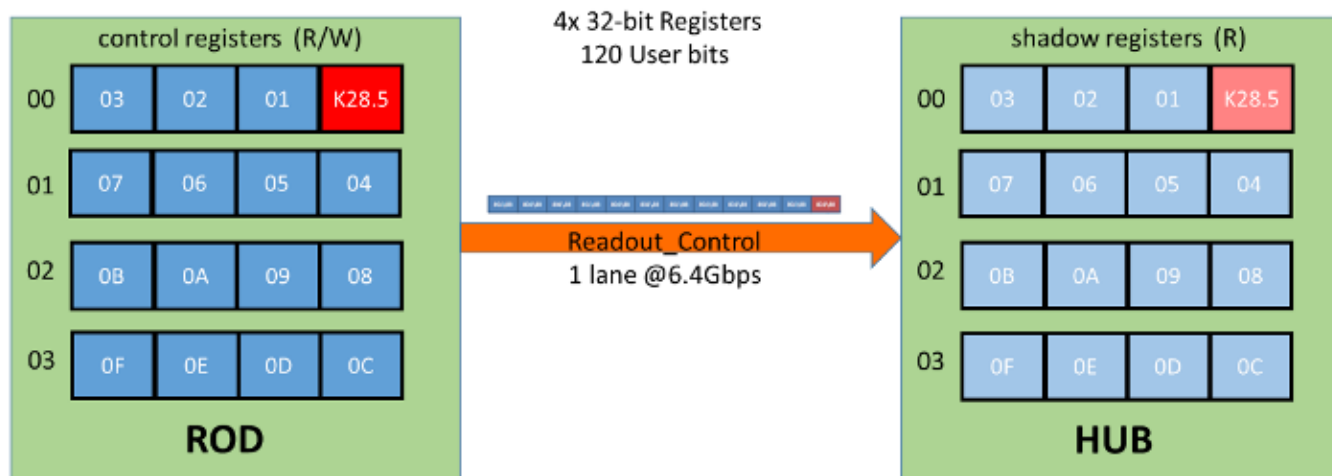 4x 32-bit Registers
120 User bits
control registers (R/W)
00 03 02 01 K28.5
01 07 06 05 04
02 0B 0A 09 08
03 0F 0E 0D 0C
ROD
Readout_Control
1 lane @6.4Gbps
shadow registers (R)
00 03 02 01 K28.5
01 07 06 05 04
02 0B 0A 09 08
03 0F 0E 0D 0C
HUB